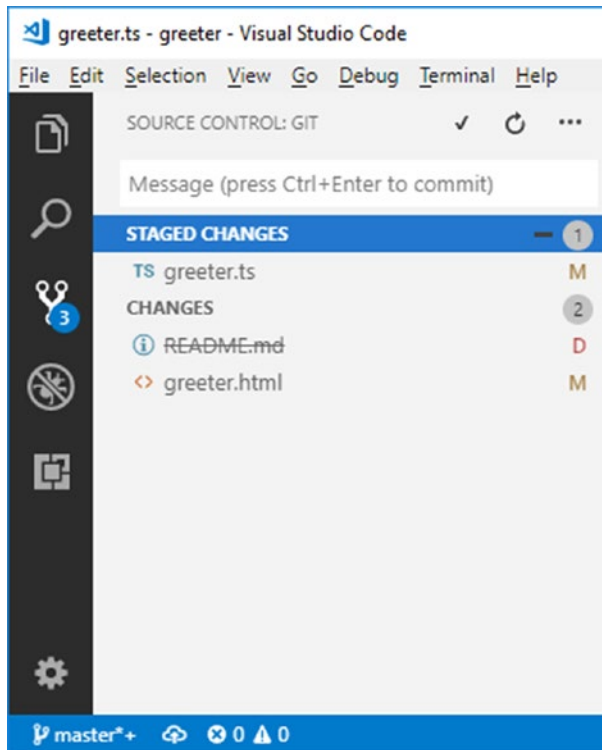 greeter.ts - greeter - Visual Studio Code
File Edit Selection View Go Debug Terminal Help
SOURCE CONTROL: GIT
Message (press Ctrl+Enter to commit)
STAGED CHANGES 1
TS greeter.ts M
CHANGES 2
3
README.md D
greeter.html M
master*+ 0 0